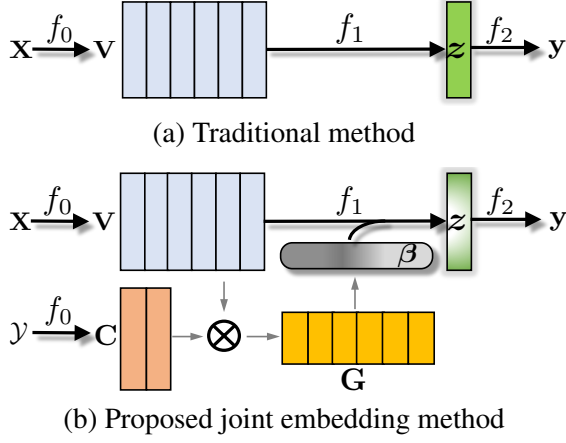 X f₀ V f₁ z f₂ y
(a) Traditional method
X f₀ V f₁ z f₂ y
β
𝒴 f₀ C ⊗
G
(b) Proposed joint embedding method